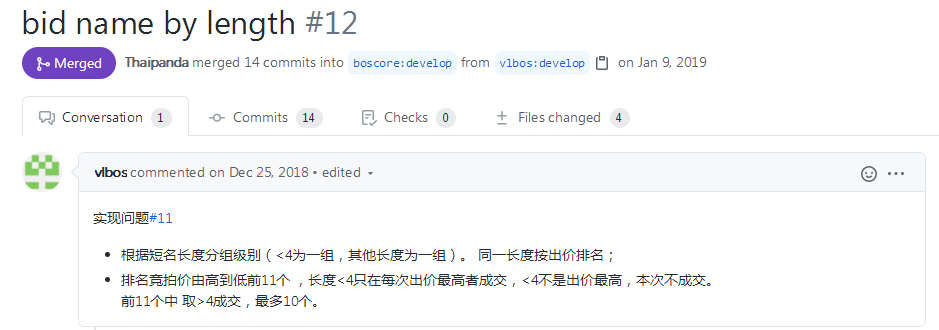 bid name by length #12
Merged Thaipanda merged 14 commits into boscore:develop from vlbos:develop on Jan 9, 2019
Conversation 1 Commits 14 Checks 0 Files changed 4
vlbos commented on Dec 25, 2018 • edited
实现问题#11
• 根据短名长度分组级别（<4为一组，其他长度为一组）。 同一长度按出价排名；
• 排名竞拍价由高到低前11个 ，长度<4只在每次出价最高者成交，<4不是出价最高，本次不成交。
前11个中 取>4成交，最多10个。